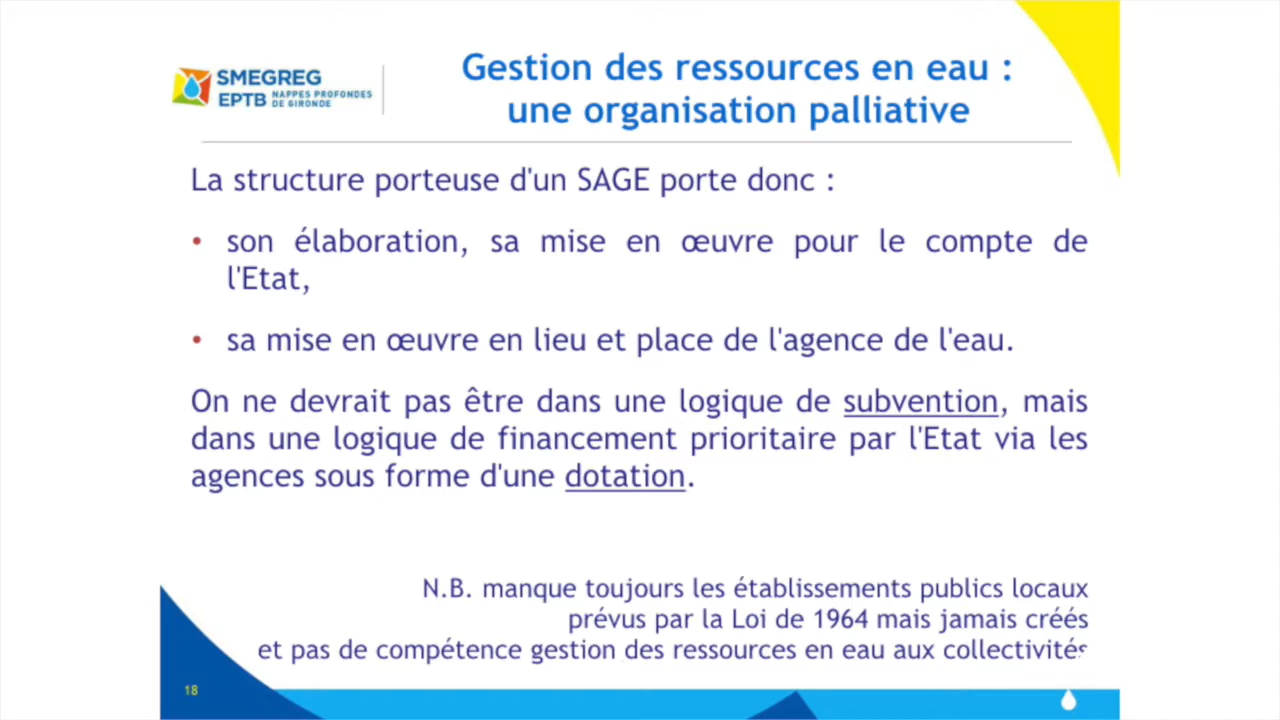 SMEGREG
EPTB NAPPES PROFONDES
DE GIRONDE
Gestion des ressources en eau :
une organisation palliative
La structure porteuse d'un SAGE porte donc :
• son élaboration, sa mise en œuvre pour le compte de
l'Etat,
• sa mise en œuvre en lieu et place de l'agence de l'eau.
On ne devrait pas être dans une logique de subvention, mais
dans une logique de financement prioritaire par l'Etat via les
agences sous forme d'une dotation.
N.B. manque toujours les établissements publics locaux
prévus par la Loi de 1964 mais jamais créés
et pas de compétence gestion des ressources en eau aux collectivités
18